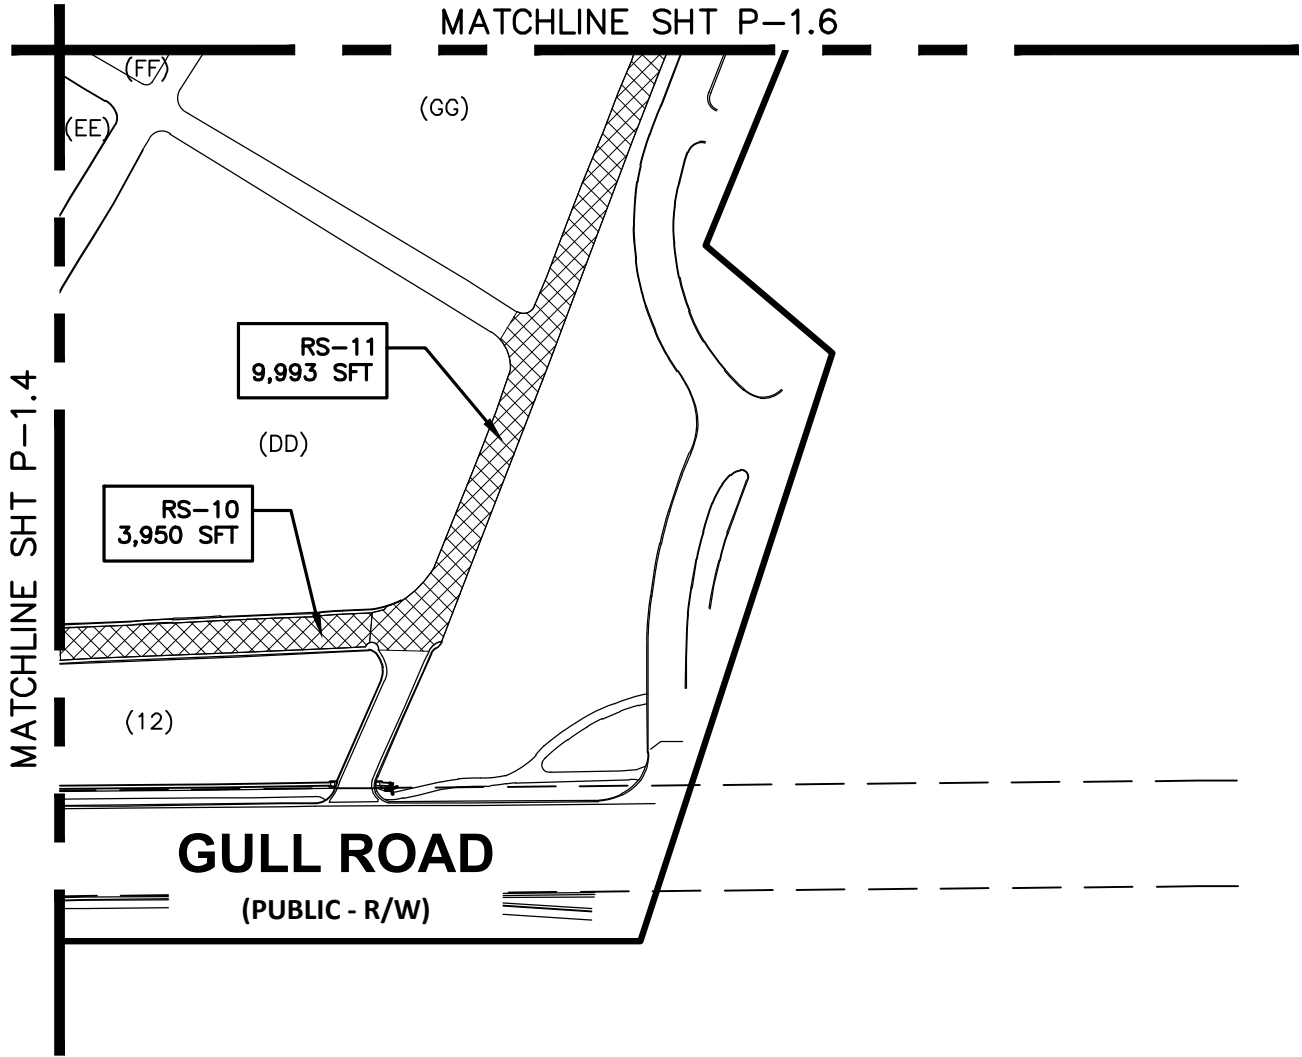 MATCHLINE SHT P-1.6
(FF)
(GG)
(EE)
RS-11
9,993 SFT
MATCHLINE SHT P-1.4
(DD)
RS-10
3,950 SFT
(12)
GULL ROAD
(PUBLIC - R/W)